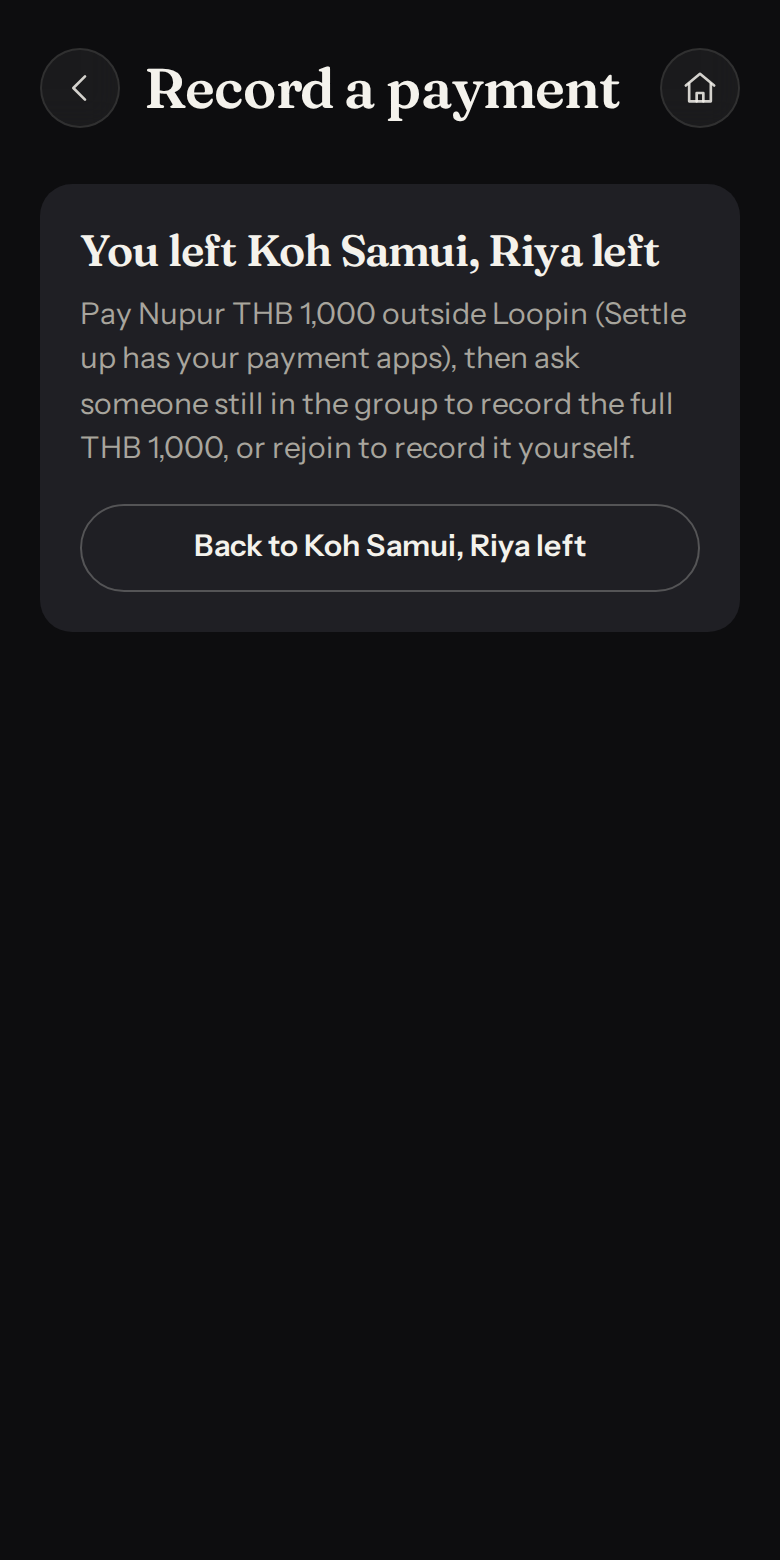 Record a payment
You left Koh Samui, Riya left
Pay Nupur THB 1,000 outside Loopin (Settle
up has your payment apps), then ask
someone still in the group to record the full
THB 1,000, or rejoin to record it yourself.
Back to Koh Samui, Riya left